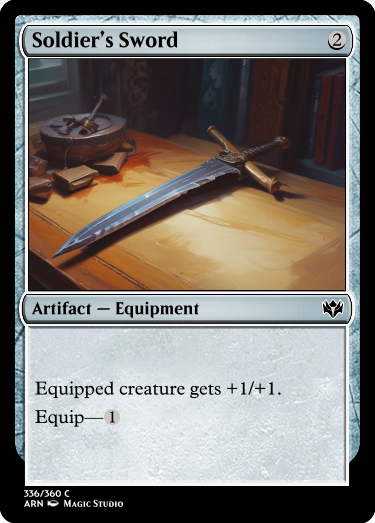 Soldier's Sword 2
Artifact — Equipment
Equipped creature gets +1/+1.
Equip—1
336/360 C
ARN Magic Studio